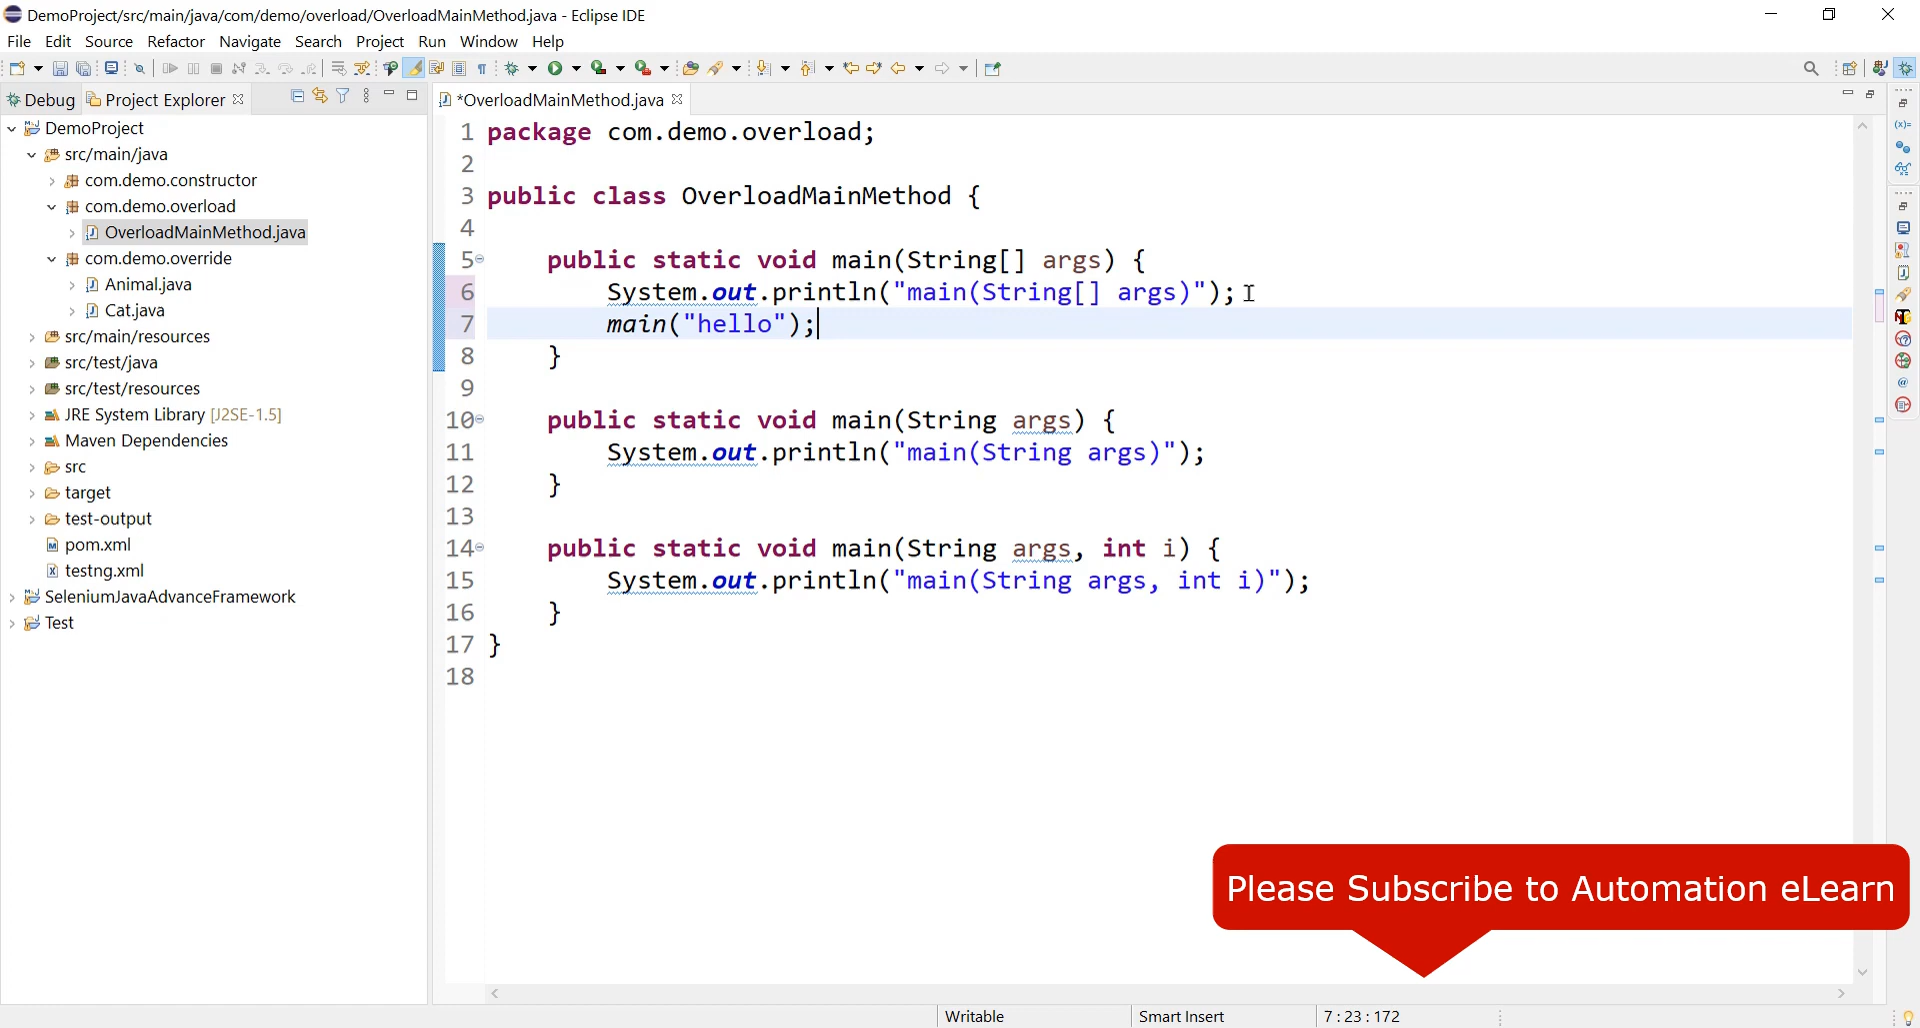 DemoProject/src/main/java/com/demo/overload/OverloadMainMethod.java - Eclipse IDE
File Edit Source Refactor Navigate Search Project Run Window Help
Debug Project Explorer
*OverloadMainMethod.java
DemoProject
src/main/java
com.demo.constructor
com.demo.overload
OverloadMainMethod.java
com.demo.override
Animal.java
Cat.java
src/main/resources
src/test/java
src/test/resources
JRE System Library [J2SE-1.5]
Maven Dependencies
src
target
test-output
pom.xml
testng.xml
SeleniumJavaAdvanceFramework
Test
1 package com.demo.overload;
2
3 public class OverloadMainMethod {
4
5 public static void main(String[] args) {
6 System.out.println("main(String[] args)");
7 main("hello");
8 }
9
10 public static void main(String args) {
11 System.out.println("main(String args)");
12 }
13
14 public static void main(String args, int i) {
15 System.out.println("main(String args, int i)");
16 }
17 }
18
Please Subscribe to Automation eLearn
Writable Smart Insert 7 : 23 : 172